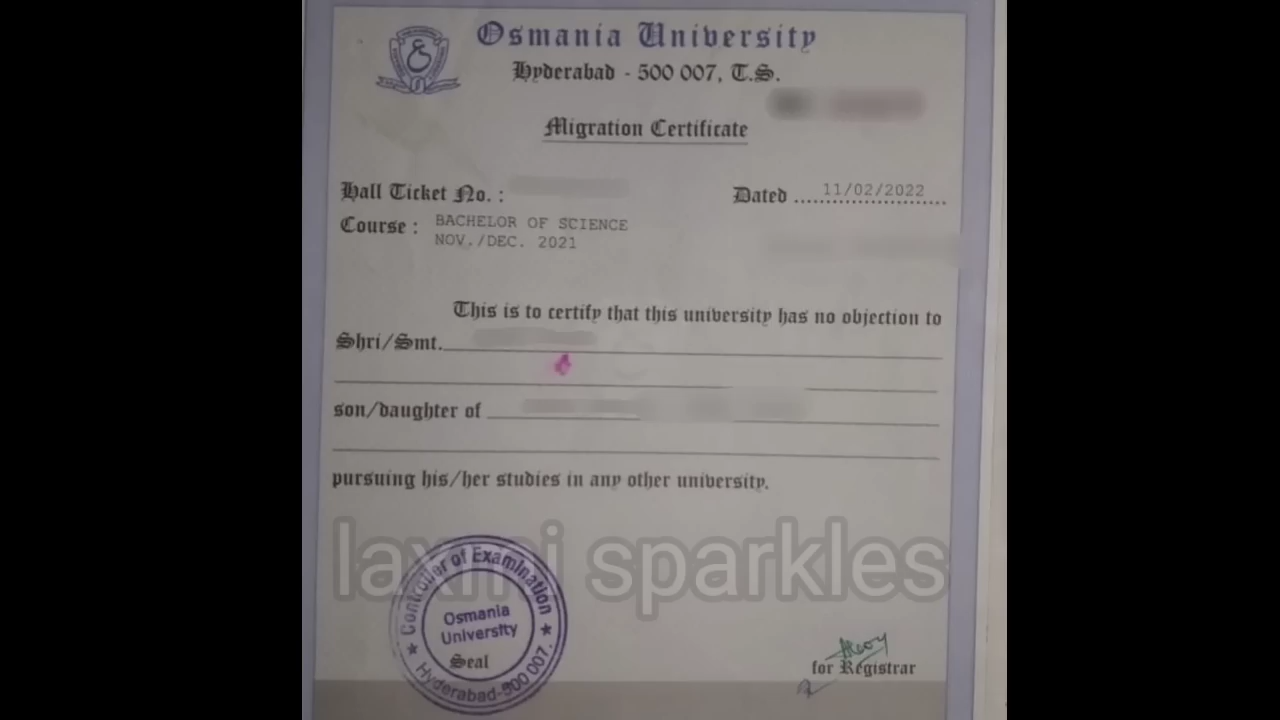 Osmania University
Hyderabad - 500 007, T.S.
Migration Certificate
Hall Ticket No. :
Dated 11/02/2022
Course : BACHELOR OF SCIENCE
NOV./DEC. 2021
This is to certify that this university has no objection to
Shri/Smt.
son/daughter of
pursuing his/her studies in any other university.
laxmi sparkles
Controller of Examination
Osmania
University
Seal
Hyderabad-500 007.
for Registrar